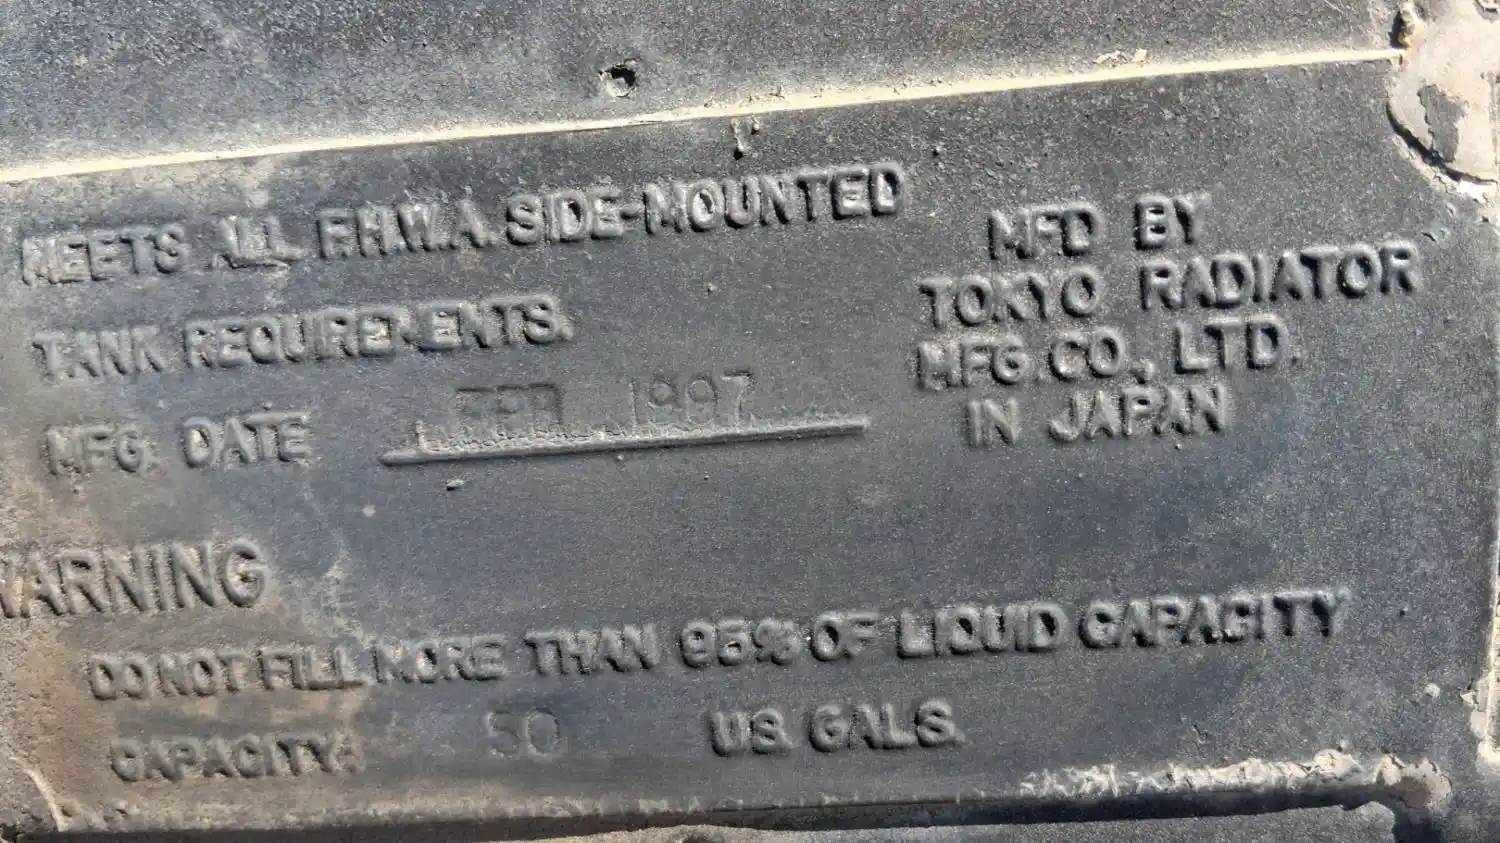 MEETS ALL F.H.W.A. SIDE-MOUNTED
TANK REQUIREMENTS.
MFG. DATE 1997
MFD BY
TOKYO RADIATOR
MFG. CO., LTD.
IN JAPAN
WARNING
DO NOT FILL MORE THAN 95% OF LIQUID CAPACITY
CAPACITY: 50 U.S. GALS.